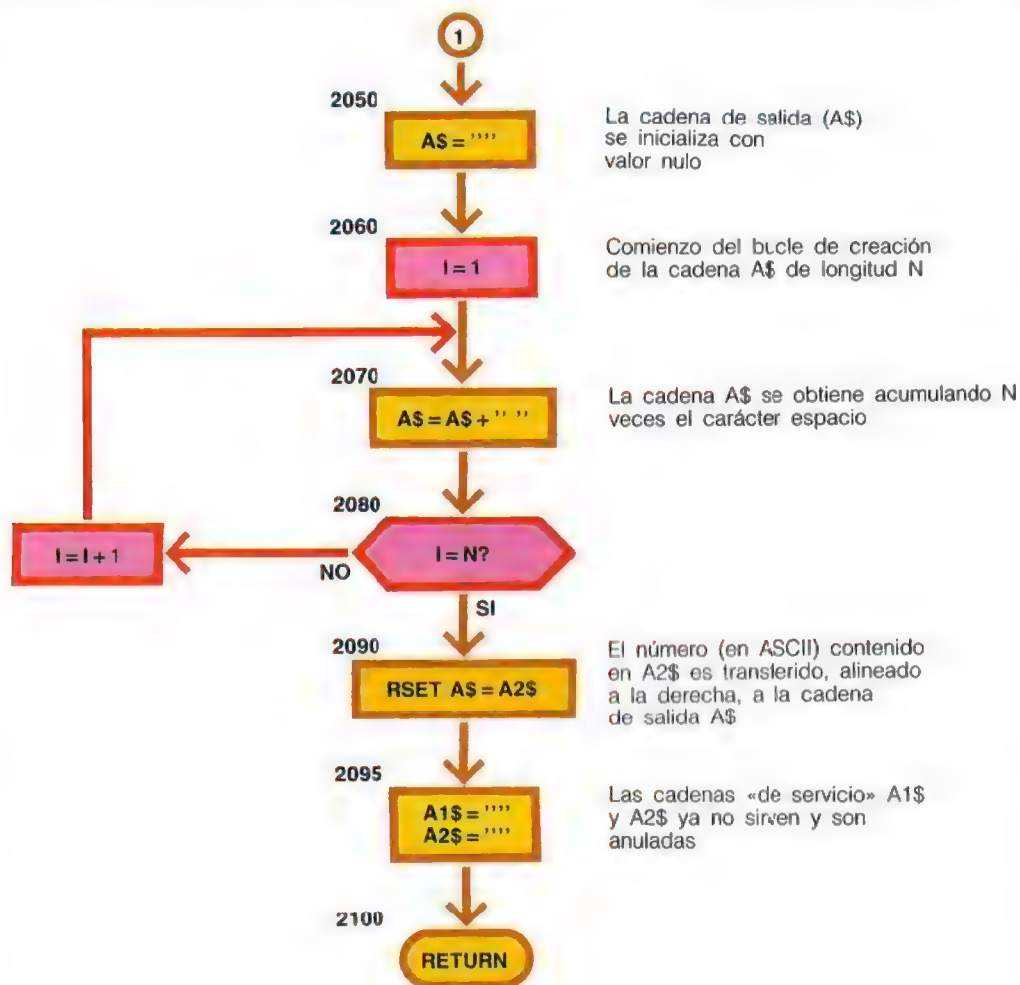 1
2050
A$ = ""
La cadena de salida (A$)
se inicializa con
valor nulo
2060
I = 1
Comienzo del bucle de creación
de la cadena A$ de longitud N
2070
A$ = A$ + " "
La cadena A$ se obtiene acumulando N
veces el carácter espacio
2080
I = N?
I = I + 1
NO
SI
2090
RSET A$ = A2$
El número (en ASCII) contenido
en A2$ es transferido, alineado
a la derecha, a la cadena
de salida A$
2095
A1$ = ""
A2$ = ""
Las cadenas «de servicio» A1$
y A2$ ya no sirven y son
anuladas
2100
RETURN